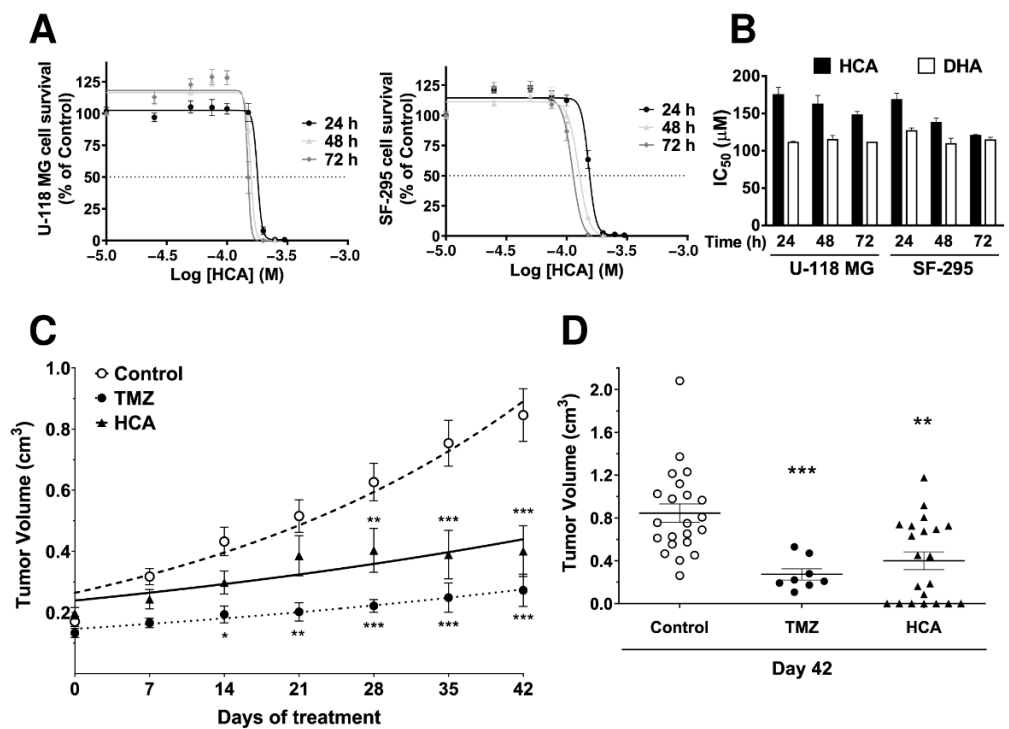 A
U-118 MG cell survival
(% of Control)
125
100
75
50
25
0
−5.0
−4.5
−4.0
−3.5
−3.0
Log [HCA] (M)
24 h
48 h
72 h
SF-295 cell survival
(% of Control)
125
100
75
50
25
0
−5.0
−4.5
−4.0
−3.5
−3.0
Log [HCA] (M)
24 h
48 h
72 h
B
HCA
DHA
IC50 (μM)
200
150
100
50
0
Time (h)
24
48
72
24
48
72
U-118 MG
SF-295
C
Control
TMZ
HCA
Tumor Volume (cm³)
1.0
0.8
0.6
0.4
0.2
**
***
***
*
**
***
***
***
0
7
14
21
28
35
42
Days of treatment
D
Tumor Volume (cm³)
2.0
1.6
1.2
0.8
0.4
0.0
***
**
Control
TMZ
HCA
Day 42